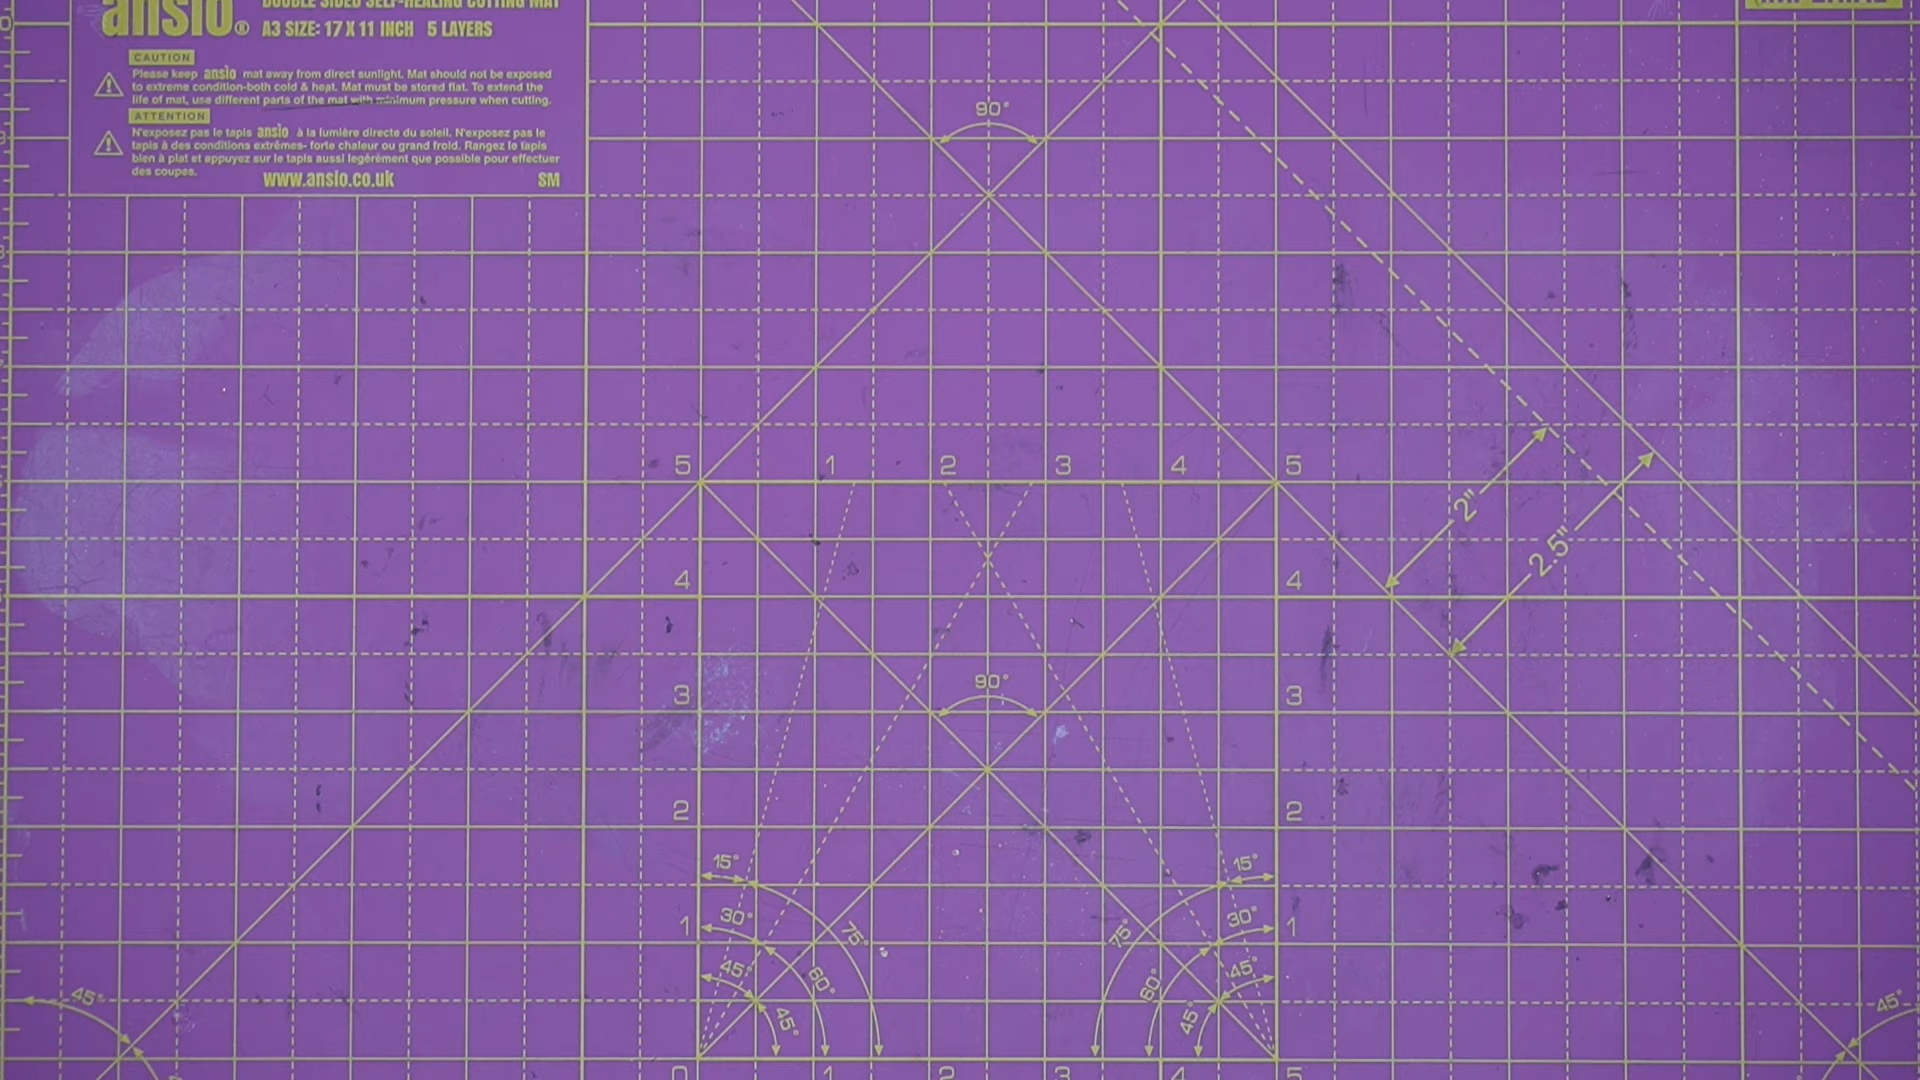 DOUBLE SIDED SELF-HEALING CUTTING MAT
ansio® A3 SIZE: 17 X 11 INCH 5 LAYERS
CAUTION
Please keep ansio mat away from direct sunlight. Mat should not be exposed
to extreme condition-both cold & heat. Mat must be stored flat. To extend the
life of mat, use different parts of the mat with minimum pressure when cutting.
ATTENTION
N'exposez pas le tapis ansio à la lumière directe du soleil. N'exposez pas le
tapis à des conditions extrêmes- forte chaleur ou grand froid. Rangez le tapis
bien à plat et appuyez sur le tapis aussi legérément que possible pour effectuer
des coupes.
www.ansio.co.uk SM
90°
5 1 2 3 4 5
2"
2.5"
4 4
90°
3 3
2 2
15° 15°
30° 30°
1 75° 75° 1
45° 60° 60° 45°
45° 45° 45° 45°
0 1 2 3 4 5